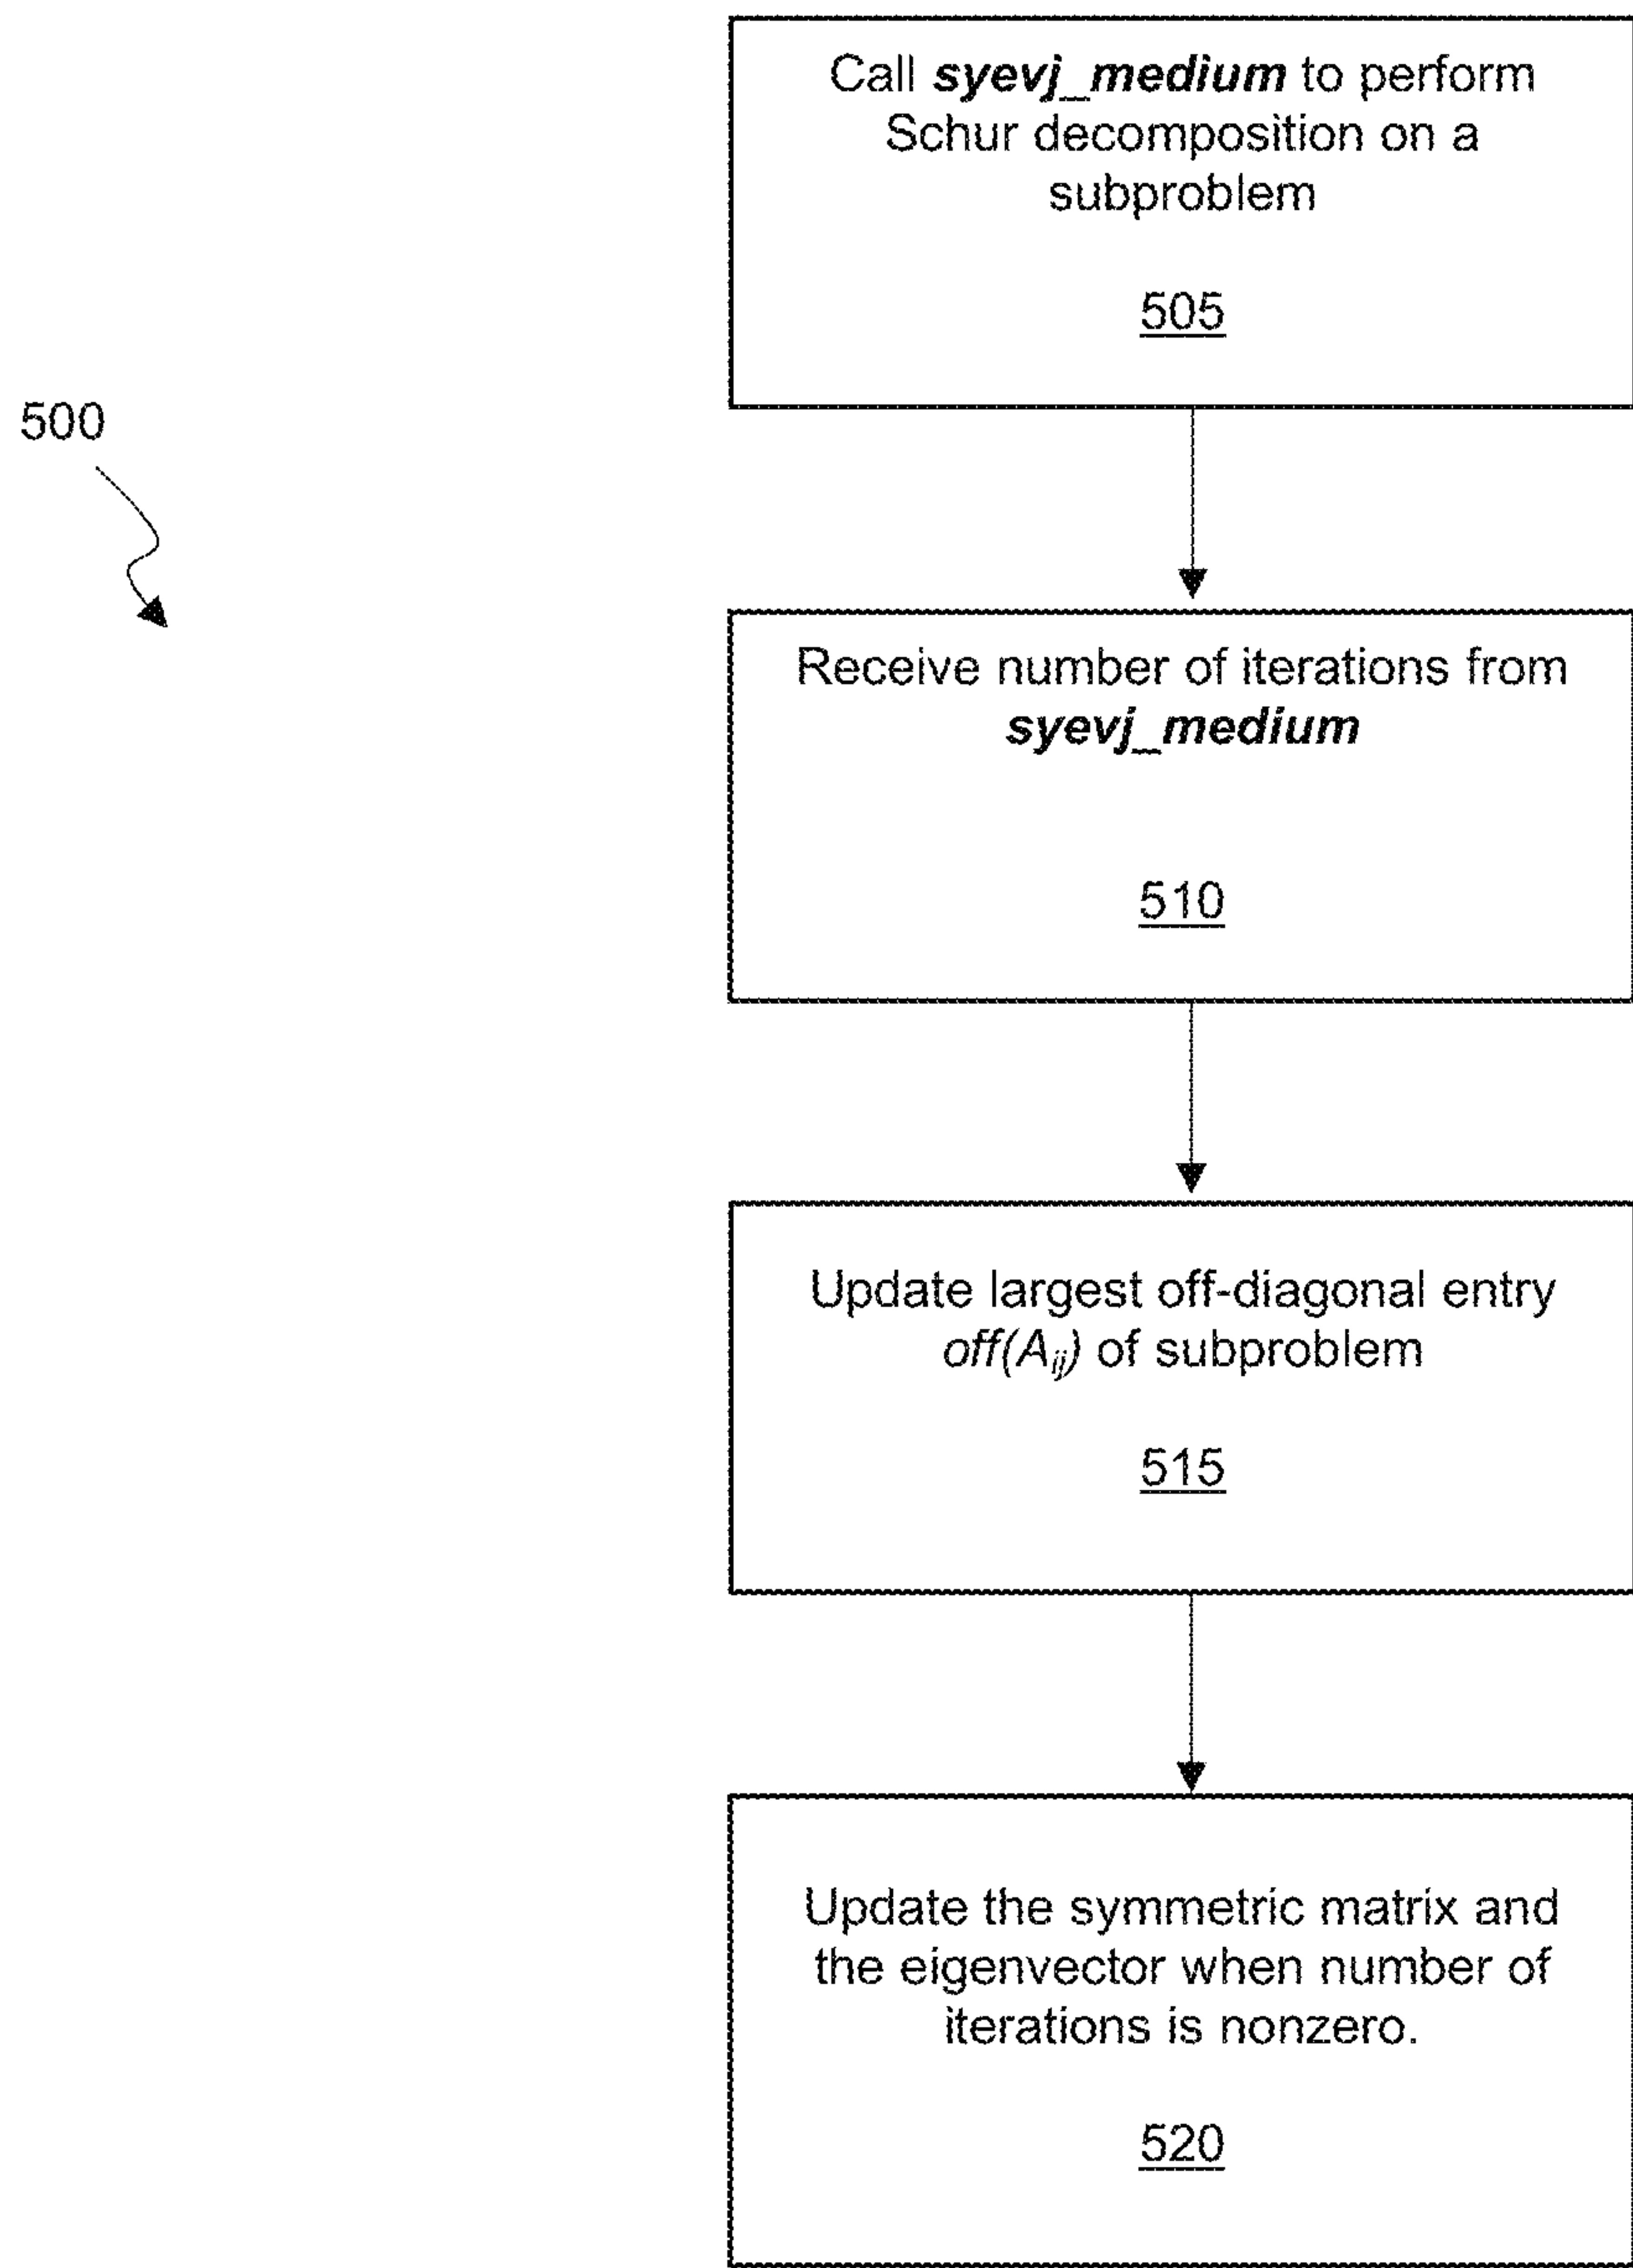 Call syevj_medium to perform
Schur decomposition on a
subproblem
505
500
Receive number of iterations from
syevj_medium
510
Update largest off-diagonal entry
off(Aij) of subproblem
515
Update the symmetric matrix and
the eigenvector when number of
iterations is nonzero.
520